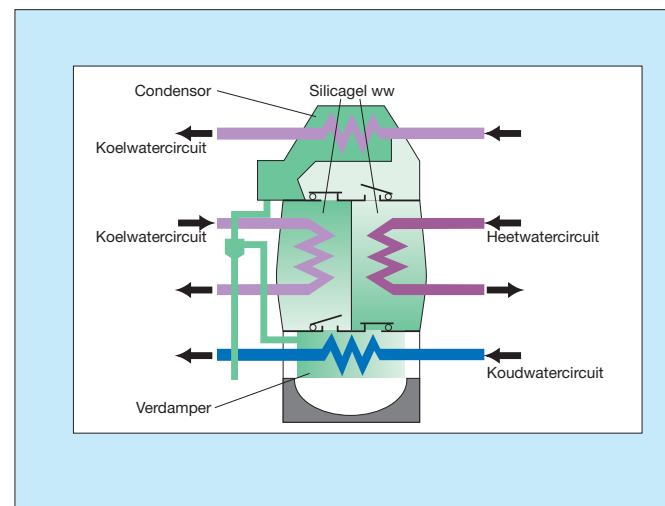 Condensor
Silicagel ww
Koelwatercircuit
Koelwatercircuit
Heetwatercircuit
Koudwatercircuit
Verdamper